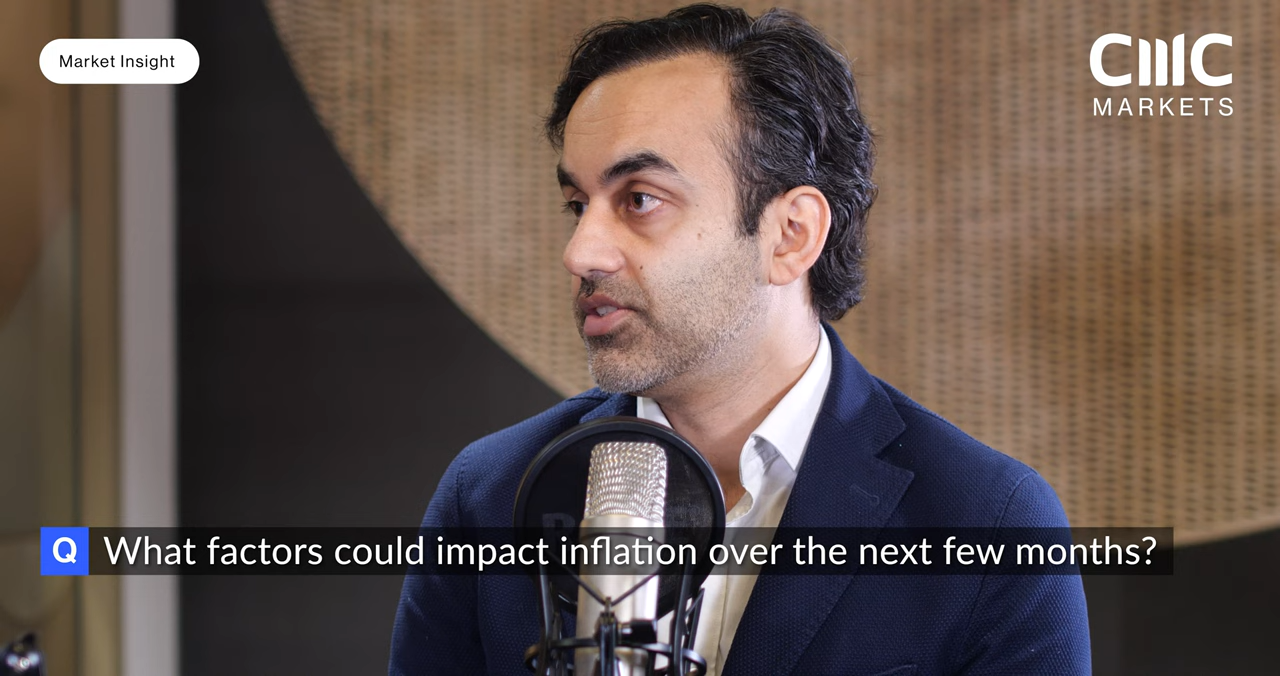 Market Insight
CMC
MARKETS
Q What factors could impact inflation over the next few months?